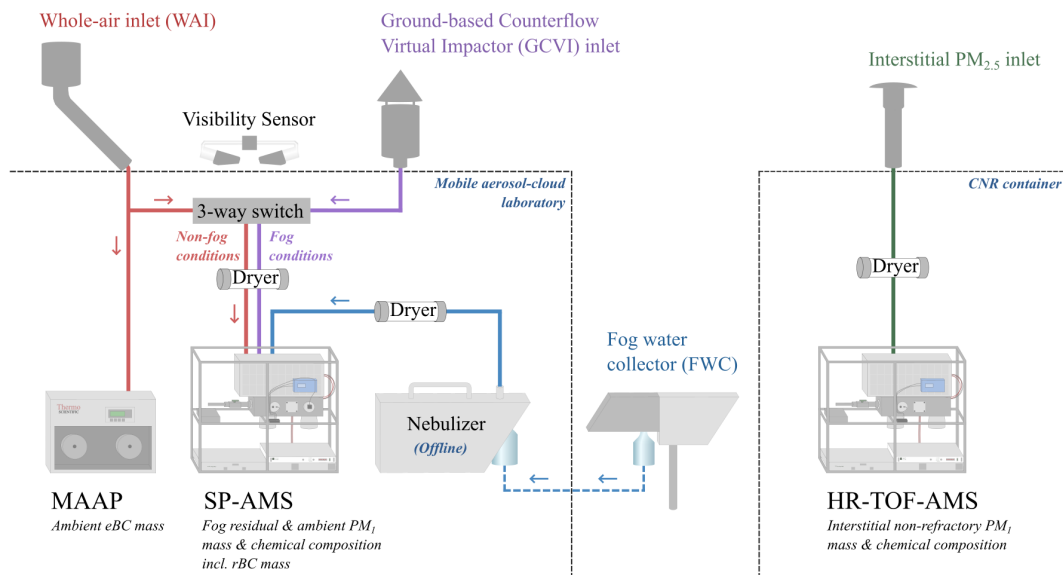 Whole-air inlet (WAI)
Ground-based Counterflow
Virtual Impactor (GCVI) inlet
Interstitial PM2.5 inlet
Visibility Sensor
Mobile aerosol-cloud
laboratory
CNR container
3-way switch
Non-fog
conditions
Fog
conditions
Dryer
Dryer
Dryer
Fog water
collector (FWC)
Thermo
SCIENTIFIC
Nebulizer
(Offline)
MAAP
Ambient eBC mass
SP-AMS
Fog residual & ambient PM1
mass & chemical composition
incl. rBC mass
HR-TOF-AMS
Interstitial non-refractory PM1
mass & chemical composition